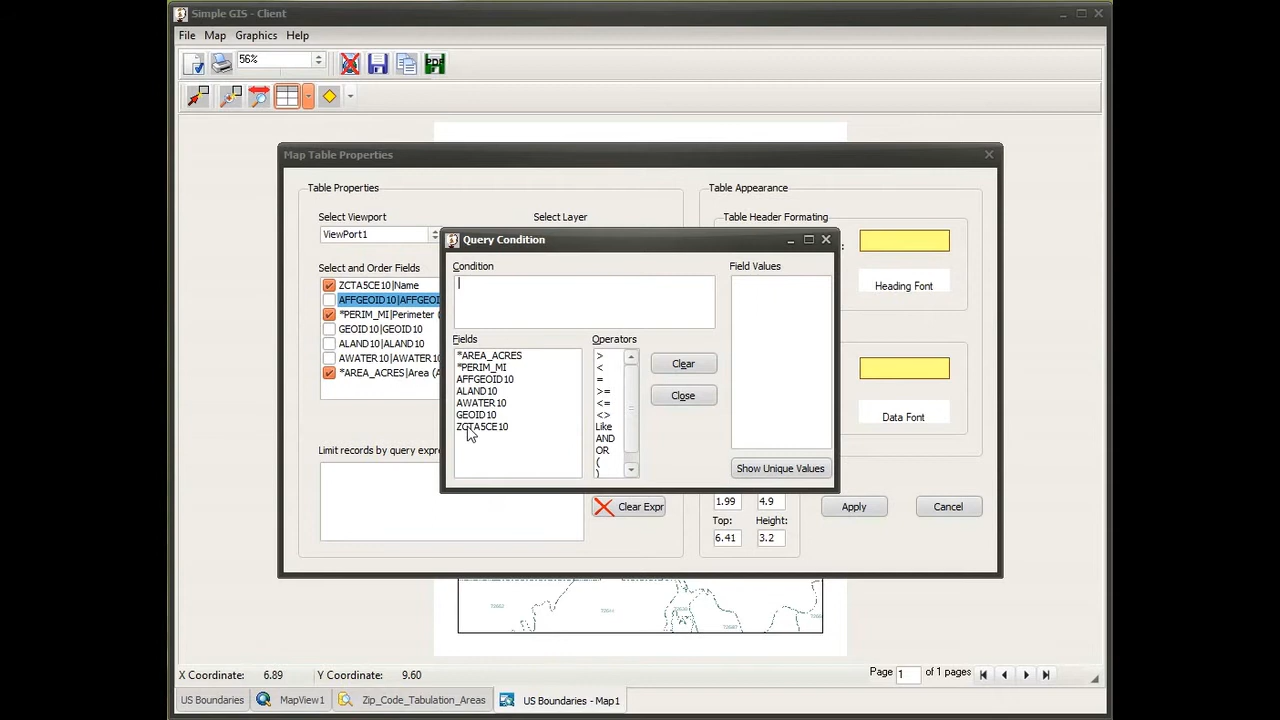 Simple GIS - Client
File Map Graphics Help
56%
PDF
Map Table Properties
Table Properties
Table Appearance
Select Viewport
Select Layer
Table Header Formating
ViewPort1
Query Condition
:
Condition
Field Values
Select and Order Fields
Heading Font
ZCTA5CE10|Name
AFFGEOID10|AFFGEOI
*PERIM_MI|Perimeter (
GEOID10|GEOID10
ALAND10|ALAND10
AWATER10|AWATER10
*AREA_ACRES|Area (A
Fields
Operators
*AREA_ACRES
*PERIM_MI
AFFGEOID10
ALAND10
AWATER10
GEOID10
ZCTA5CE10
>
<
=
>=
<=
<>
Like
AND
OR
(
)
Clear
Close
Show Unique Values
Data Font
Limit records by query expre
Clear Expr
1.99 4.9
Top: Height:
6.41 3.2
Apply
Cancel
X Coordinate: 6.89 Y Coordinate: 9.60
Page 1 of 1 pages
US Boundaries MapView1 Zip_Code_Tabulation_Areas US Boundaries - Map1